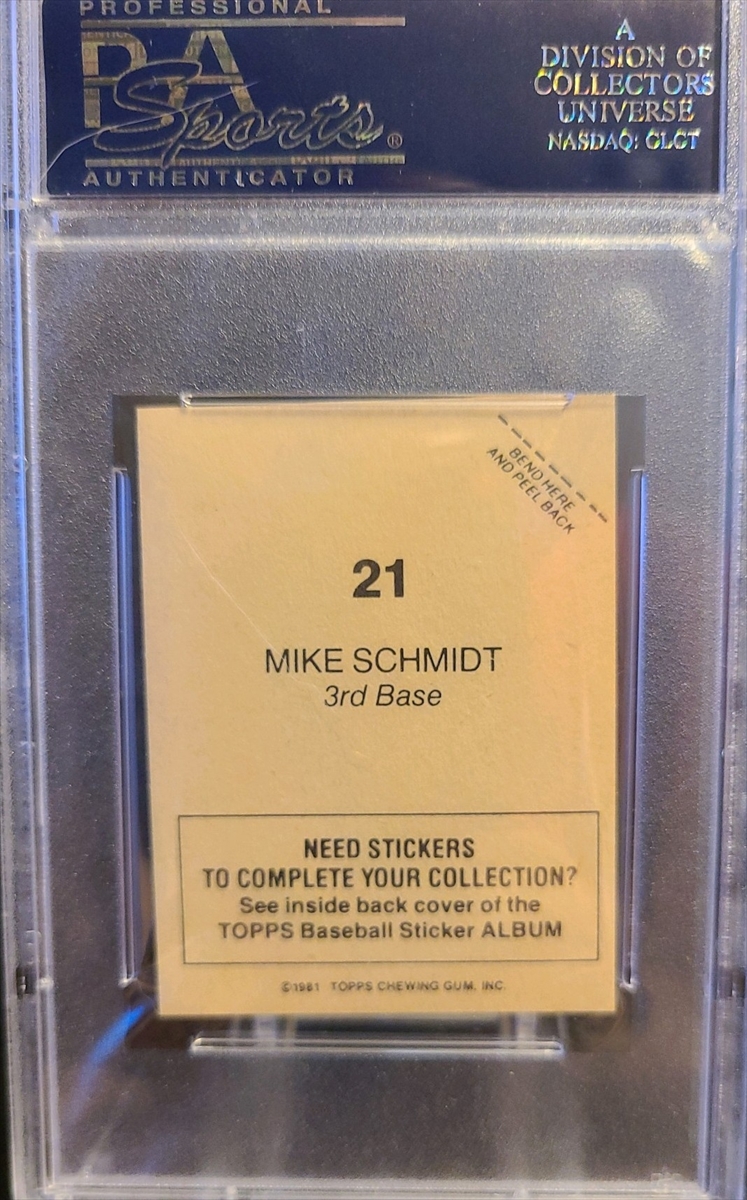 PROFESSIONAL
PSA
Sports®
AUTHENTICATOR
A
DIVISION OF
COLLECTORS
UNIVERSE
NASDAQ: CLCT
BEND HERE
AND PEEL BACK
21
MIKE SCHMIDT
3rd Base
NEED STICKERS
TO COMPLETE YOUR COLLECTION?
See inside back cover of the
TOPPS Baseball Sticker ALBUM
©1981 TOPPS CHEWING GUM, INC.